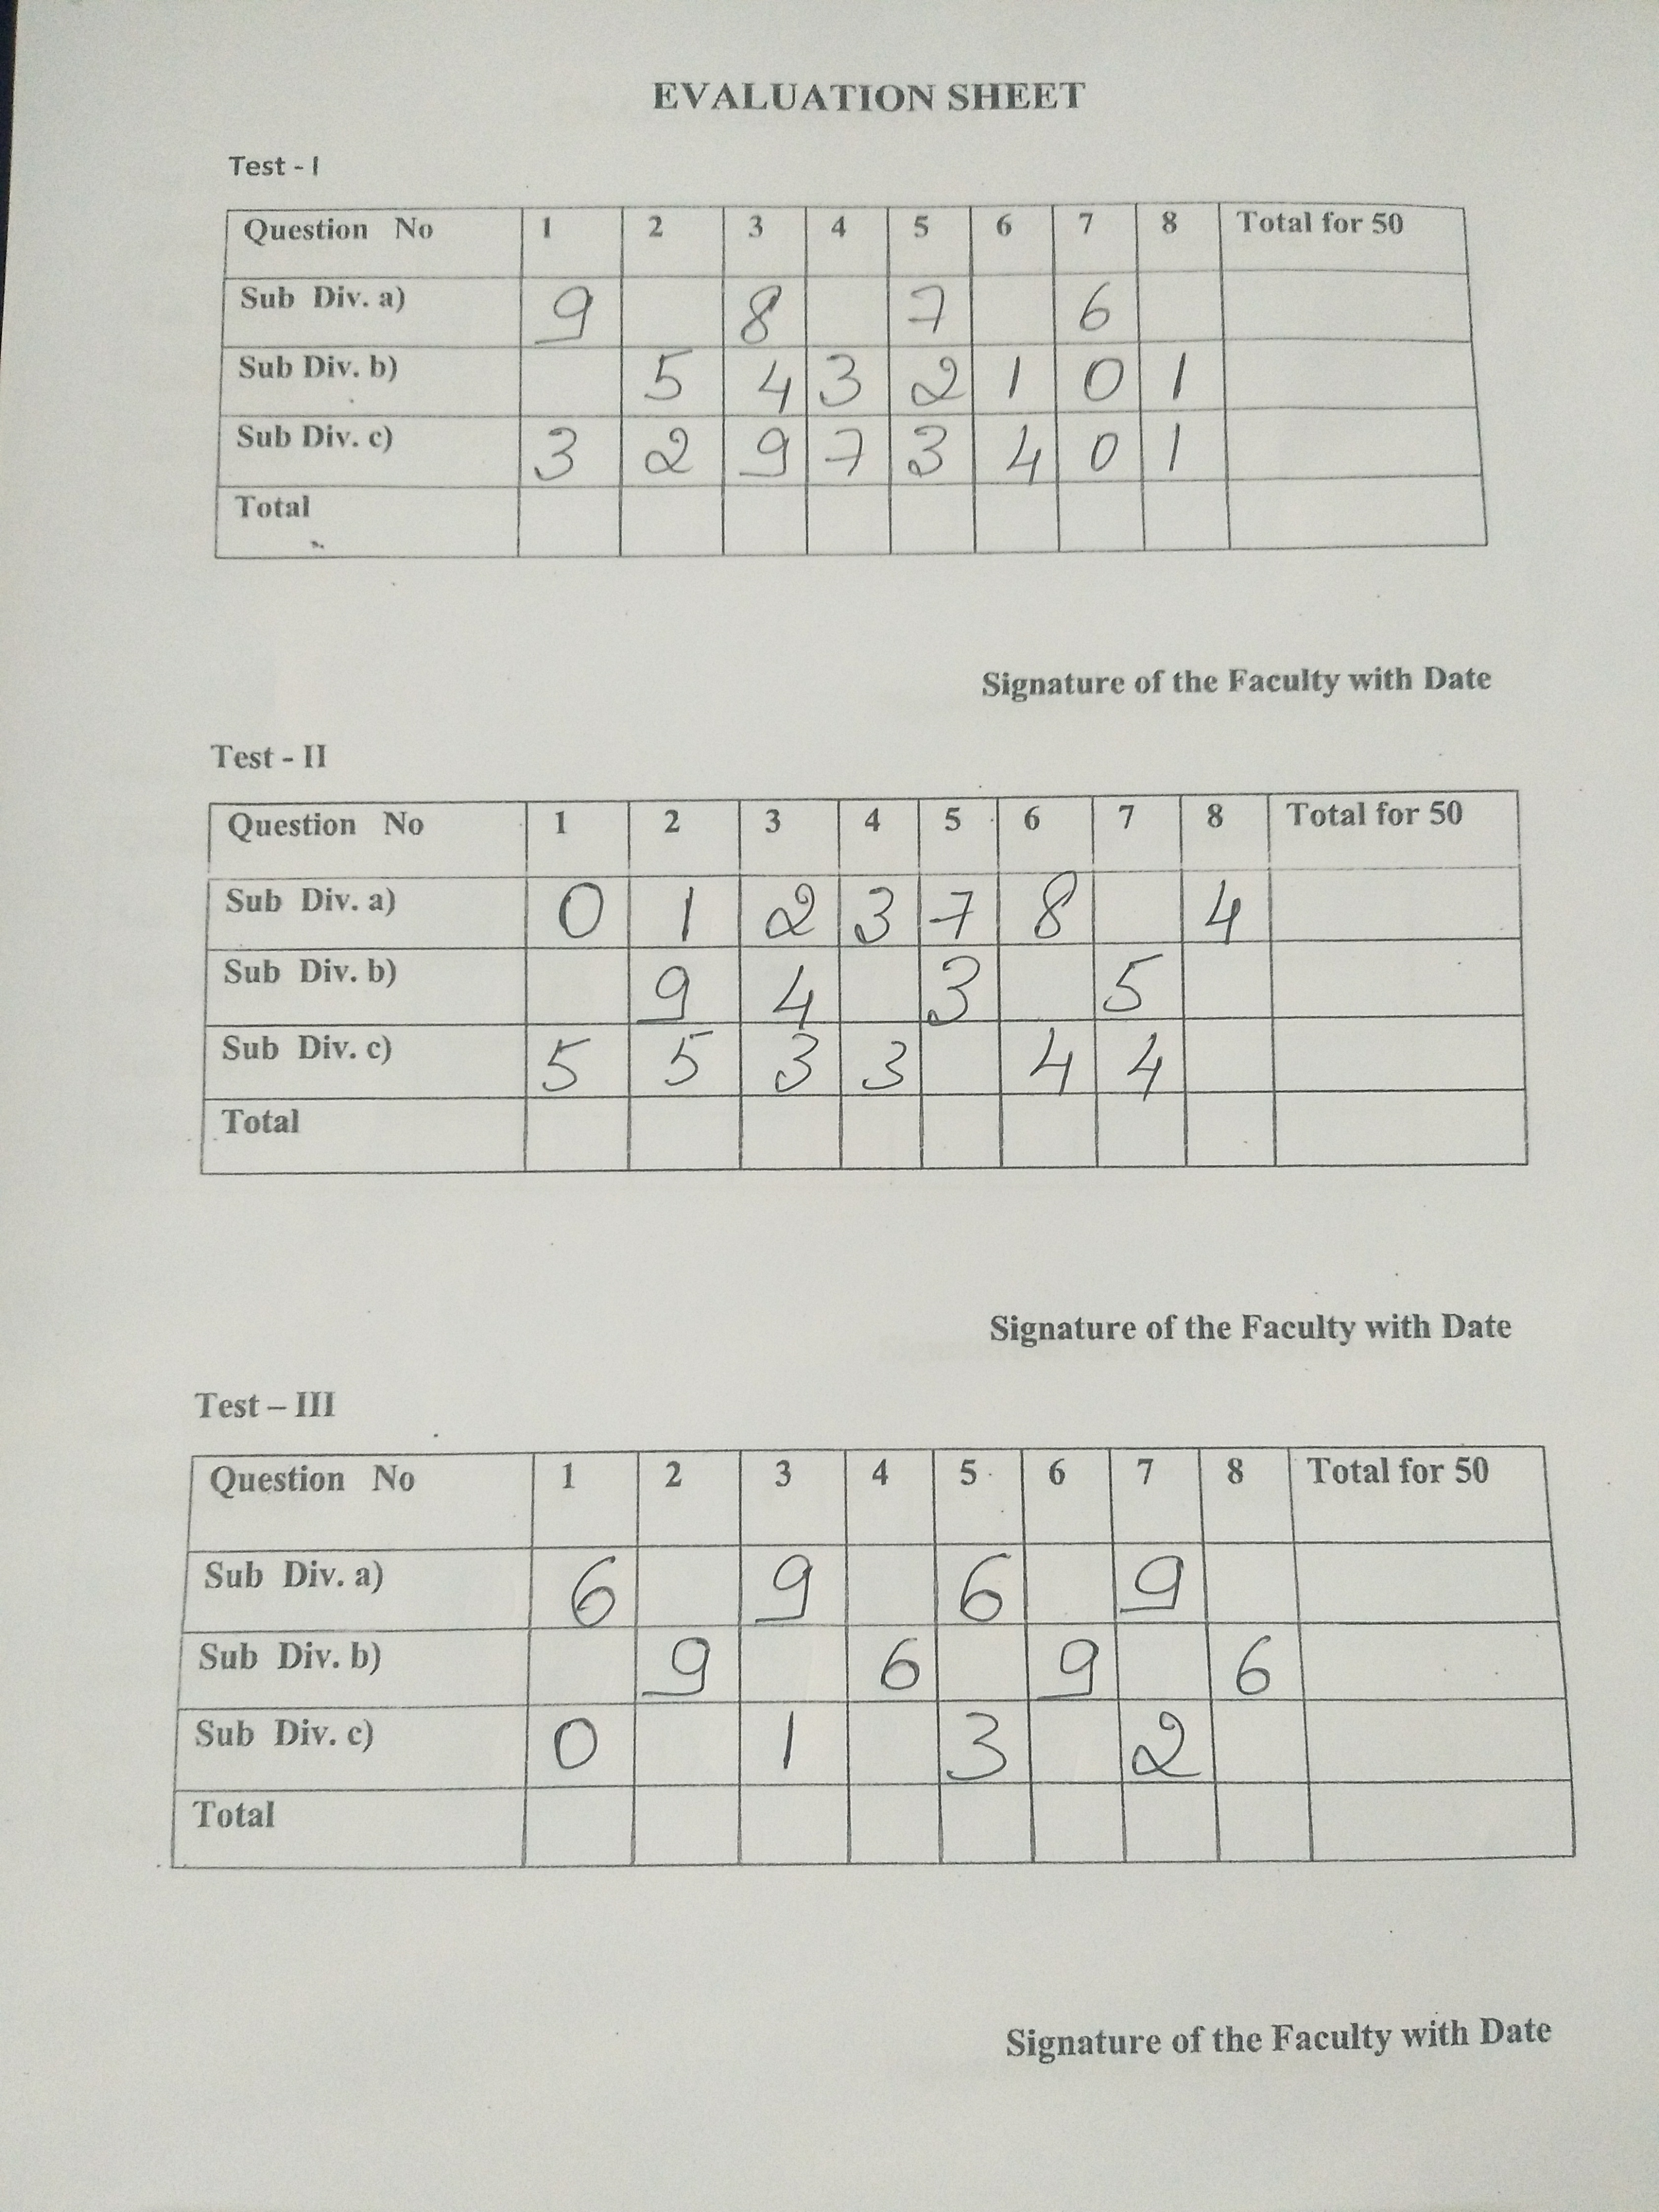 EVALUATION SHEET
Test - I
Question No 1 2 3 4 5 6 7 8 Total for 50
Sub Div. a) 9 8 7 6
Sub Div. b) 5 4 3 2 1 0 1
Sub Div. c) 3 2 9 7 3 4 0 1
Total
Signature of the Faculty with Date
Test - II
Question No 1 2 3 4 5 6 7 8 Total for 50
Sub Div. a) 0 1 2 3 7 8 4
Sub Div. b) 9 4 3 5
Sub Div. c) 5 5 3 3 4 4
Total
Signature of the Faculty with Date
Test – III
Question No 1 2 3 4 5 6 7 8 Total for 50
Sub Div. a) 6 9 6 9
Sub Div. b) 9 6 9 6
Sub Div. c) 0 1 3 2
Total
Signature of the Faculty with Date